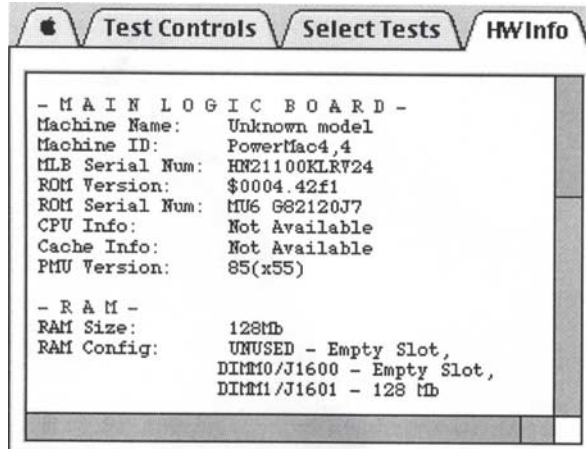 Test Controls
Select Tests
HWInfo
- M A I N  L O G I C  B O A R D -
Machine Name: Unknown model
Machine ID: PowerMac4,4
MLB Serial Num: HN21100KLRV24
ROM Version: $0004.42f1
ROM Serial Num: MU6 G82120J7
CPU Info: Not Available
Cache Info: Not Available
PMU Version: 85(x55)
- R A M -
RAM Size: 128Mb
RAM Config: UNUSED - Empty Slot,
DIMM0/J1600 - Empty Slot,
DIMM1/J1601 - 128 Mb